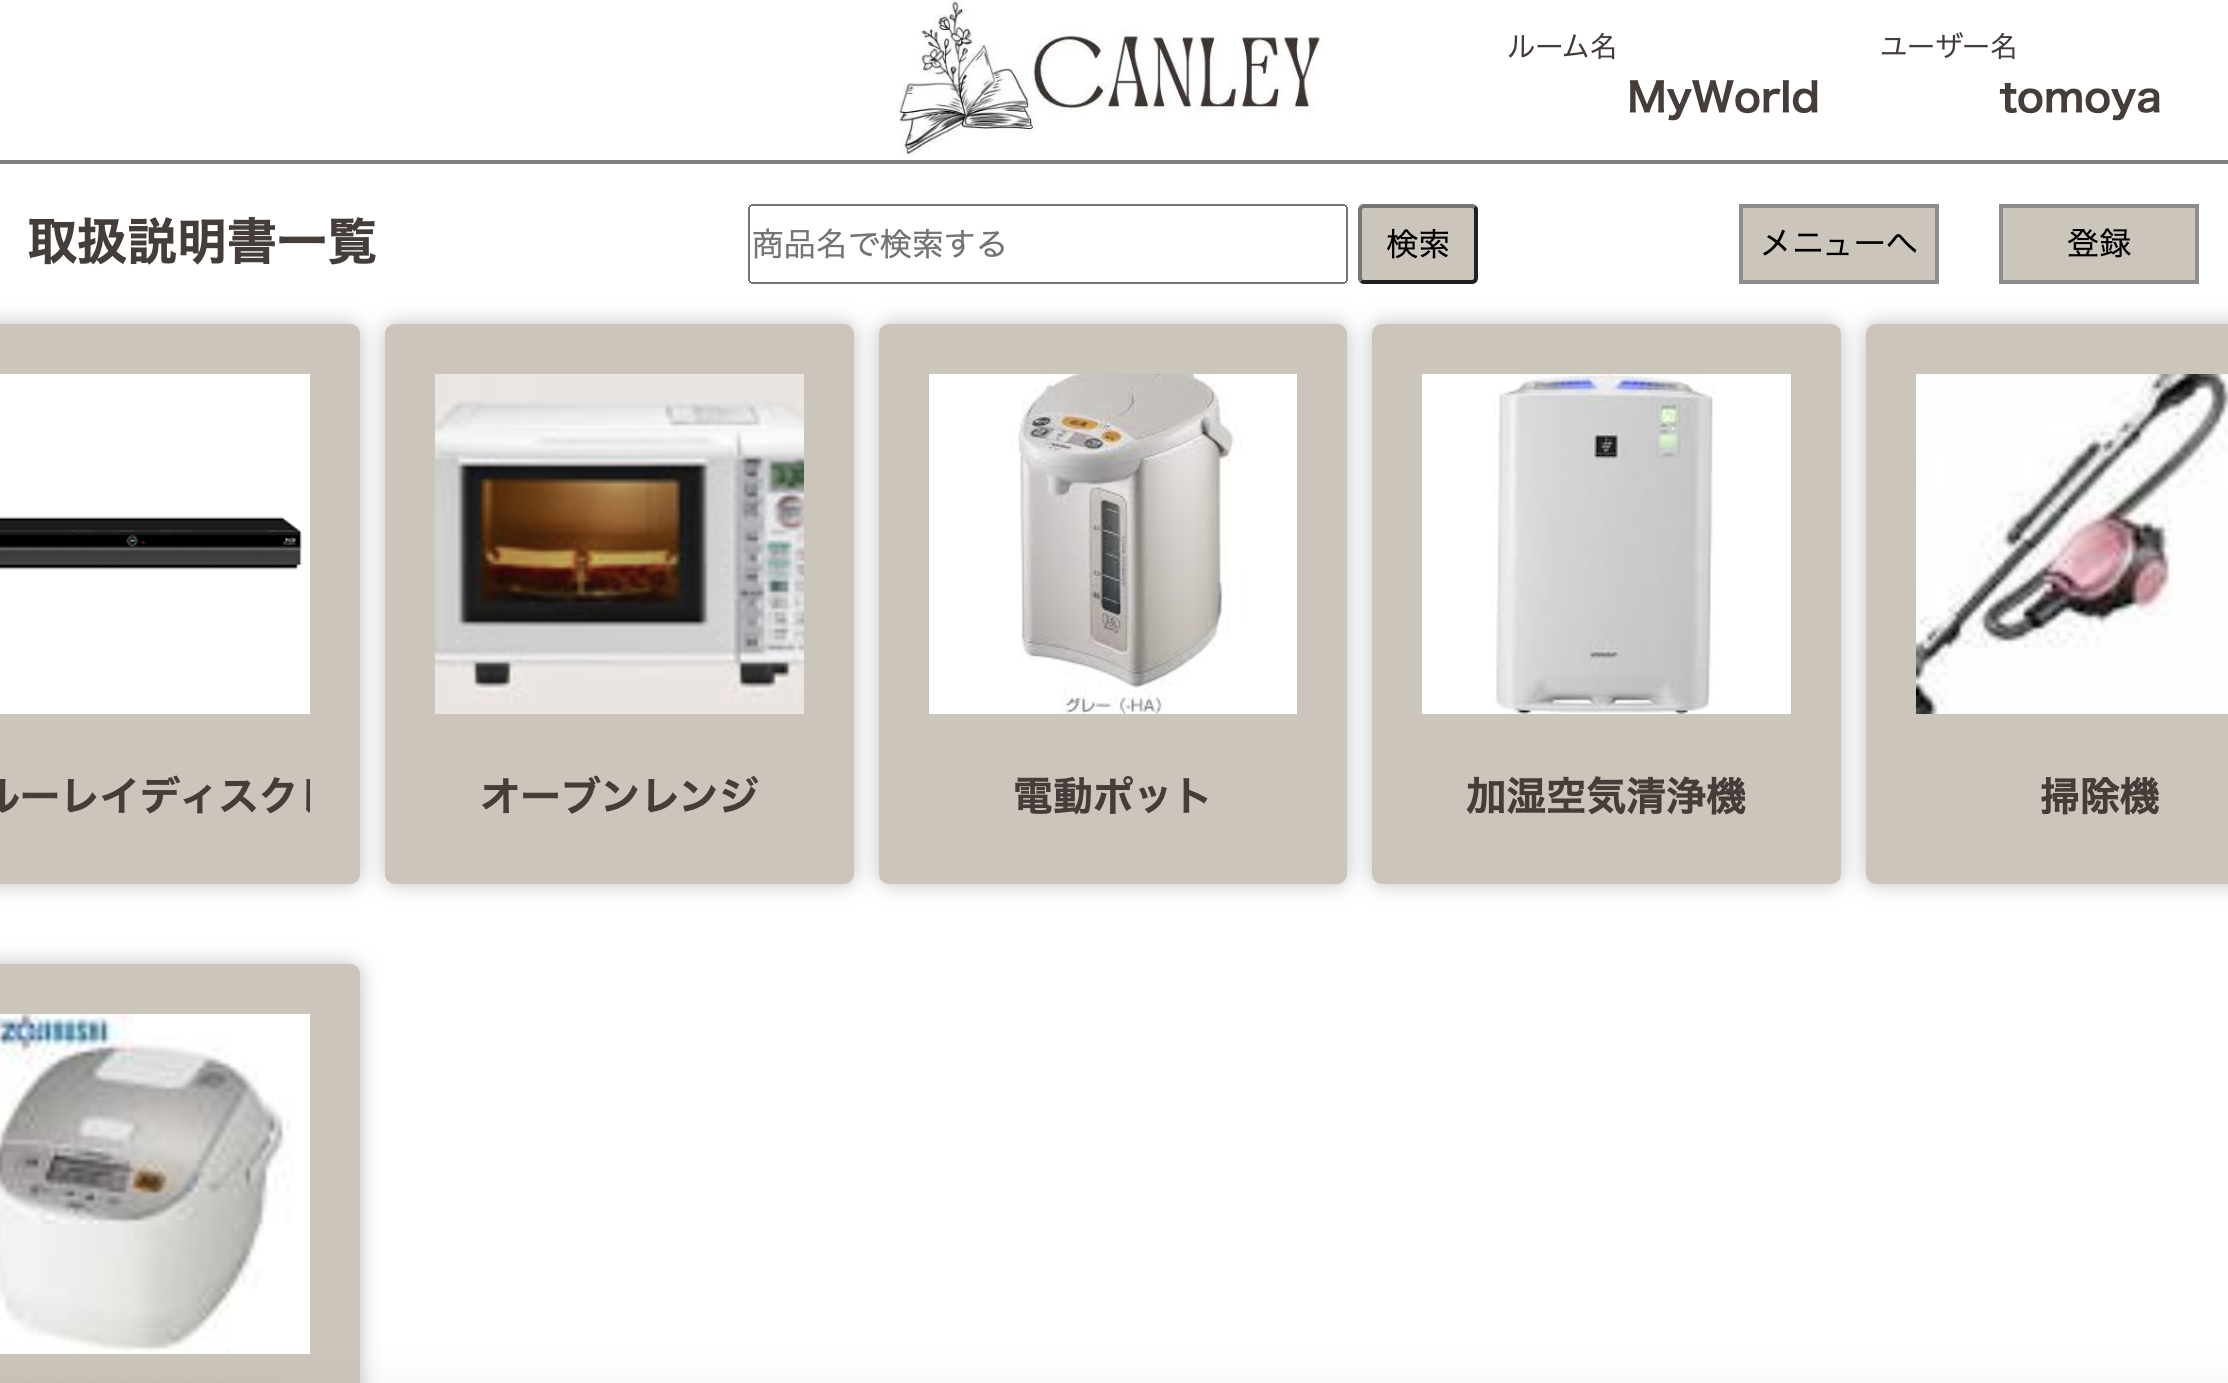 CANLEY
ルーム名
MyWorld
ユーザー名
tomoya
取扱説明書一覧
商品名で検索する
検索
メニューへ
登録
グレー（-HA）
ルーレイディスク
オーブンレンジ
電動ポット
加湿空気清浄機
掃除機
ZOJIRUSHI